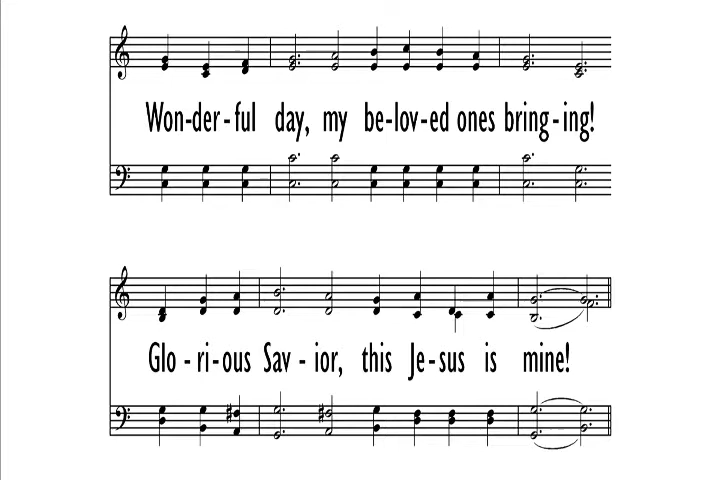 Won-der-ful day, my be-lov-ed ones bring-ing!
Glo-ri-ous Sav-ior, this Je-sus is mine!